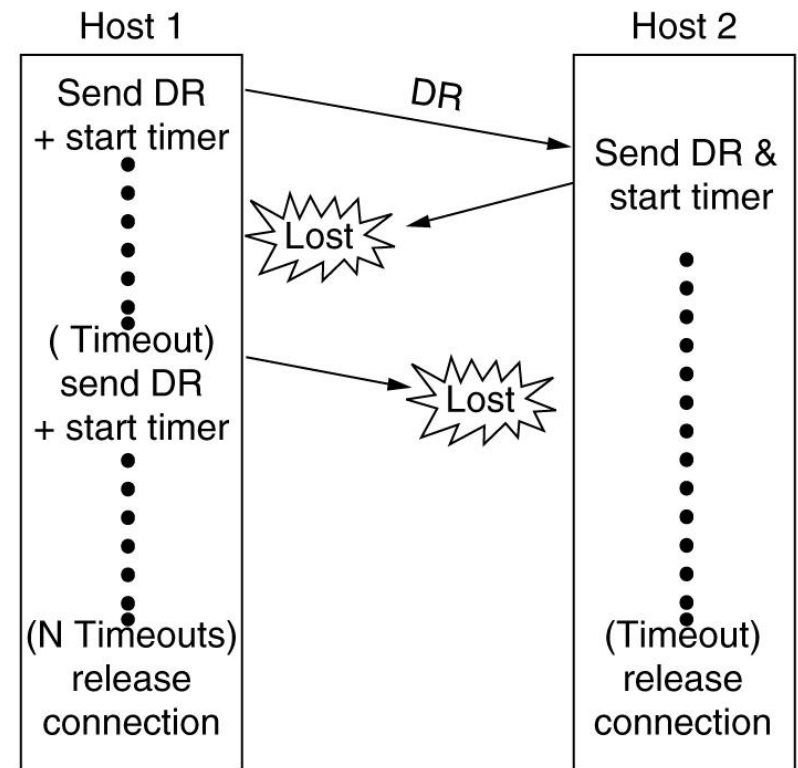 Host 1
Host 2
Send DR
+ start timer
DR
Send DR &
start timer
Lost
( Timeout)
send DR
+ start timer
Lost
(N Timeouts)
release
connection
(Timeout)
release
connection